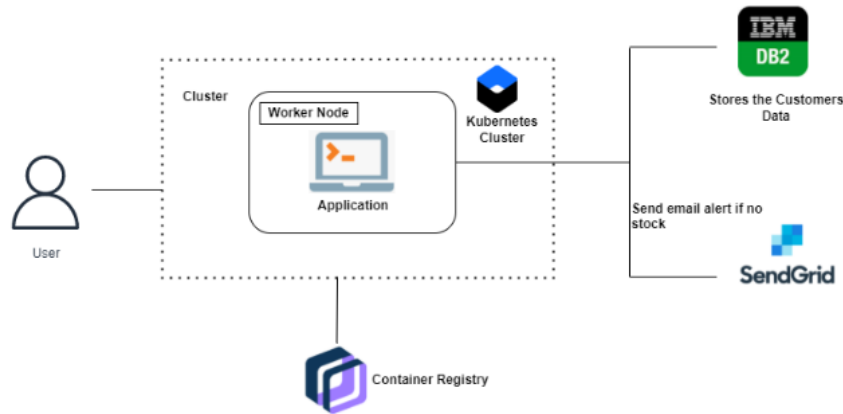 IBM
DB2
Stores the Customers
Data
Cluster
Worker Node
Kubernetes
Cluster
Application
User
Send email alert if no
stock
SendGrid
Container Registry